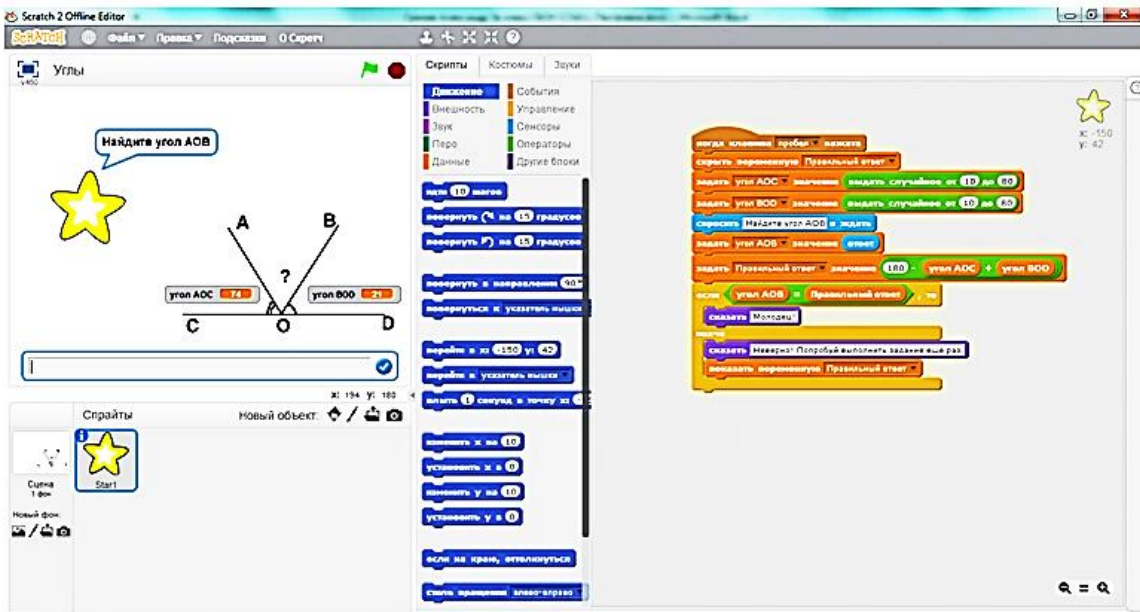 Scratch 2 Offline Editor
SCRATCH Файл Правка Подсказки О Скретч
v460 Углы
Найдите угол АОВ
A
B
?
угол AOC 74
угол BOD 21
C
O
D
x: 194 y: 180
Спрайты
Новый объект:
Сцена
1 фон
Start1
Новый фон:
Скрипты Костюмы Звуки
Движение События
Внешность Управление
Звук Сенсоры
Перо Операторы
Данные Другие блоки
идти 10 шагов
повернуть на 15 градусов
повернуть на 15 градусов
повернуть в направлении 90
повернуться к указатель мышки
перейти в x: -150 y: 42
перейти в указатель мышки
плыть 1 секунд в точку x:
изменить x на 10
установить x в 0
изменить y на 10
установить y в 0
если на краю, оттолкнуться
стиль вращения влево-вправо
x: -150
y: 42
когда клавиша пробел нажата
скрыть переменную Правильный ответ
задать угол AOC значение выдать случайное от 10 до 80
задать угол BOD значение выдать случайное от 10 до 80
спросить Найдите угол AOB и ждать
задать угол AOB значение ответ
задать Правильный ответ значение 180 - угол AOC + угол BOD
если угол AOB = Правильный ответ , то
сказать Молодец!
иначе
сказать Неверно! Попробуй выполнить задание еще раз
показать переменную Правильный ответ